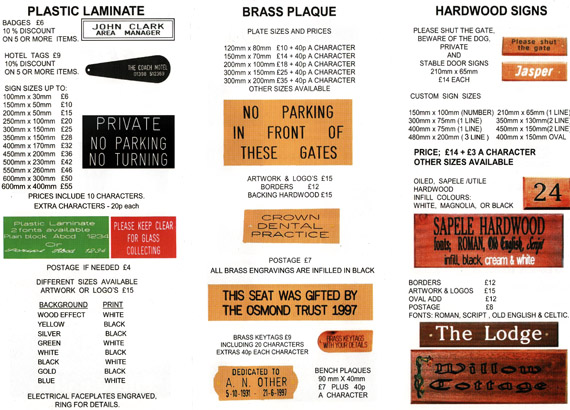 PLASTIC LAMINATE
BADGES £6
10 % DISCOUNT
ON 5 OR MORE ITEMS.
JOHN CLARK
AREA MANAGER
HOTEL TAGS £9
10% DISCOUNT
ON 5 OR MORE ITEMS.
THE COACH MOTEL
SIGN SIZES UP TO:
100mm x 30mm £6
150mm x 50mm £10
200mm x 50mm £15
250mm x 100mm £20
300mm x 150mm £25
350mm x 150mm £28
400mm x 170mm £32
450mm x 200mm £36
500mm x 230mm £42
550mm x 260mm £46
600mm x 300mm £50
600mm x 400mm £55
PRIVATE
NO PARKING
NO TURNING
PRICES INCLUDE 10 CHARACTERS.
EXTRA CHARACTERS - 20p each
Plastic Laminate
2 fonts available
Plain block Abcd 1234
Or
1234
PLEASE KEEP CLEAR
FOR GLASS
COLLECTING
POSTAGE IF NEEDED £4
DIFFERENT SIZES AVAILABLE
ARTWORK OR LOGO'S £15
BACKGROUND PRINT
WOOD EFFECT WHITE
YELLOW BLACK
SILVER BLACK
GREEN WHITE
WHITE BLACK
BLACK WHITE
GOLD BLACK
BLUE WHITE
ELECTRICAL FACEPLATES ENGRAVED,
RING FOR DETAILS.
BRASS PLAQUE
PLATE SIZES AND PRICES
120mm x 80mm £10 + 40p A CHARACTER
150mm x 70mm £14 + 40p A CHARACTER
200mm x 100mm £18 + 40p A CHARACTER
300mm x 150mm £25 + 40p A CHARACTER
300mm x 200mm £35 + 40p A CHARACTER
OTHER SIZES AVAILABLE
NO PARKING
IN FRONT OF
THESE GATES
ARTWORK & LOGO'S £15
BORDERS £12
BACKING HARDWOOD £15
CROWN
DENTAL
PRACTICE
POSTAGE £7
ALL BRASS ENGRAVINGS ARE INFILLED IN BLACK
THIS SEAT WAS GIFTED BY
THE OSMOND TRUST 1997
BRASS KEYTAGS £9
INCLUDING 20 CHARACTERS
EXTRAS 40p EACH CHARACTER
BRASS KEYTAGS
WITH YOUR DETAILS
DEDICATED TO
A. N. OTHER
5-10-1931 - 21-6-1997
BENCH PLAQUES
90 mm X 40mm
£7 PLUS 40p
A CHARACTER
HARDWOOD SIGNS
PLEASE SHUT THE GATE,
BEWARE OF THE DOG,
PRIVATE
AND
STABLE DOOR SIGNS
210mm x 65mm
£14 EACH
Please shut
the gate
Jasper
CUSTOM SIGN SIZES
150mm x 100mm (NUMBER) 210mm x 65mm (1 LINE)
300mm x 75mm (1 LINE) 350mm x 130mm(2 LINE)
400mm x 75mm (1 LINE) 450mm x 150mm(2 LINE)
480mm x 200mm (3 LINE) 400mm x 150mm OVAL
PRICE; £14 + £3 A CHARACTER
OTHER SIZES AVAILABLE
OILED, SAPELE /UTILE
HARDWOOD
INFILL COLOURS:
WHITE, MAGNOLIA, OR BLACK
24
SAPELE HARDWOOD
fonts; ROMAN, Old English, Script
infill, black, cream & white
BORDERS £12
ARTWORK & LOGOS £15
OVAL ADD £12
POSTAGE £8
FONTS: ROMAN, SCRIPT , OLD ENGLISH & CELTIC.
The Lodge
Willow
Cottage